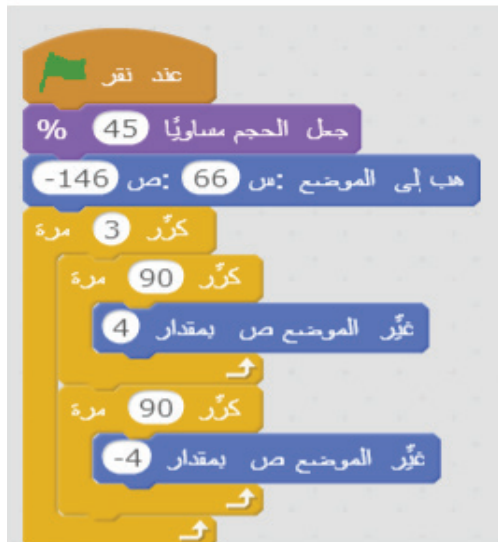 عند نقر
جعل الحجم مساويًا 45 %
هب إلى الموضع :س 66 :ص -146
كرِّر 3 مرة
كرِّر 90 مرة
غيِّر الموضع ص بمقدار 4
كرِّر 90 مرة
غيِّر الموضع ص بمقدار -4